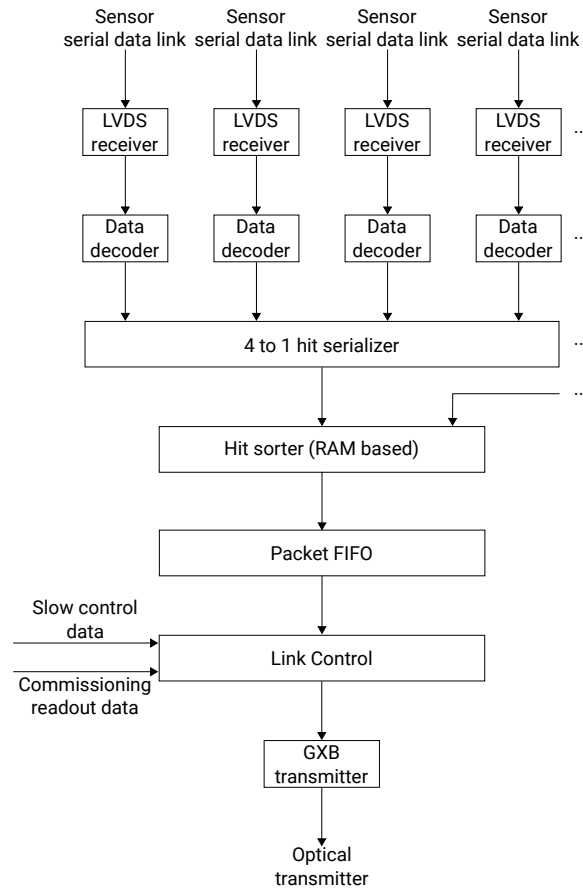 Sensor
serial data link
Sensor
serial data link
Sensor
serial data link
Sensor
serial data link
LVDS
receiver
LVDS
receiver
LVDS
receiver
LVDS
receiver
..
Data
decoder
Data
decoder
Data
decoder
Data
decoder
..
4 to 1 hit serializer
..
..
Hit sorter (RAM based)
Packet FIFO
Slow control
data
Link Control
Commissioning
readout data
GXB
transmitter
Optical
transmitter